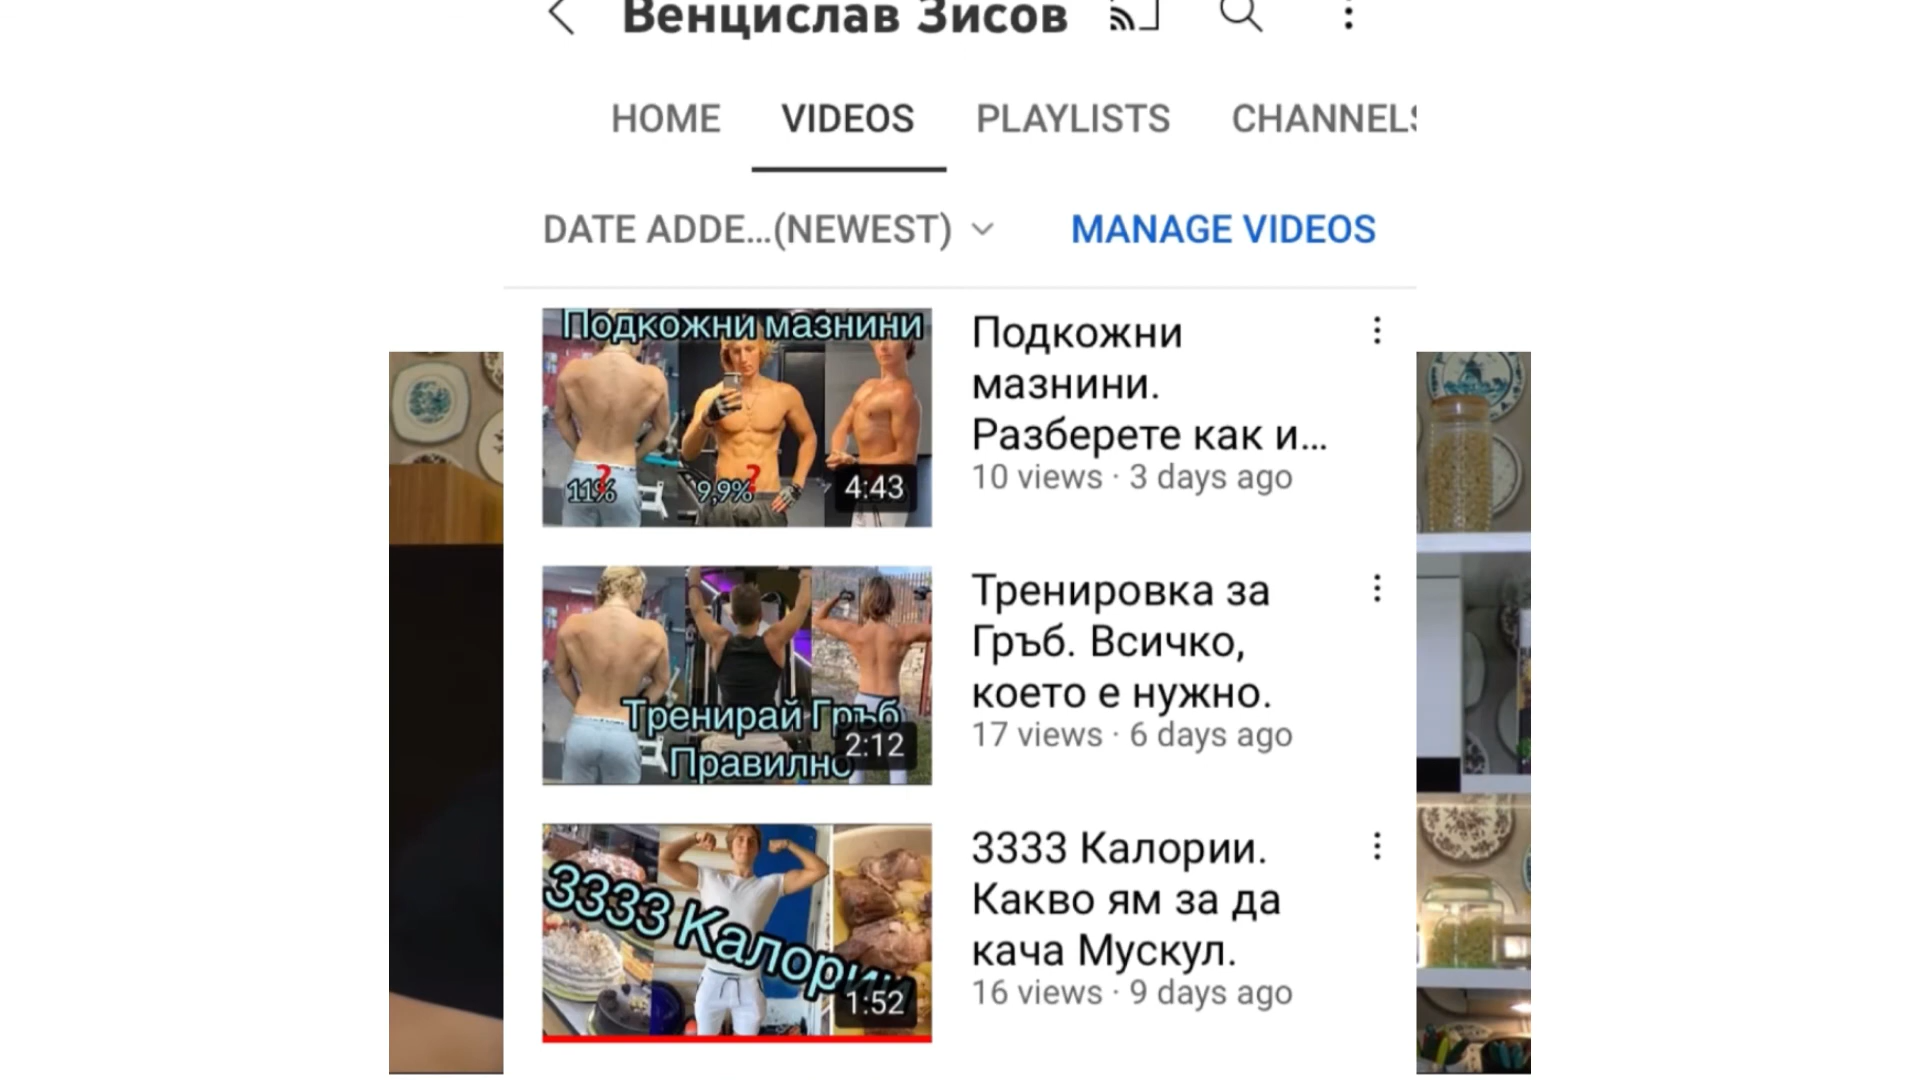 Венцислав Зисов
HOME VIDEOS PLAYLISTS CHANNELS
DATE ADDE...(NEWEST) MANAGE VIDEOS
Подкожни мазнини
11%
?
9,9%
?
4:43
Подкожни
мазнини.
Разберете как и...
10 views · 3 days ago
Тренирай Гръб
Правилно
2:12
Тренировка за
Гръб. Всичко,
което е нужно.
17 views · 6 days ago
3333 Калории
1:52
3333 Калории.
Какво ям за да
кача Мускул.
16 views · 9 days ago